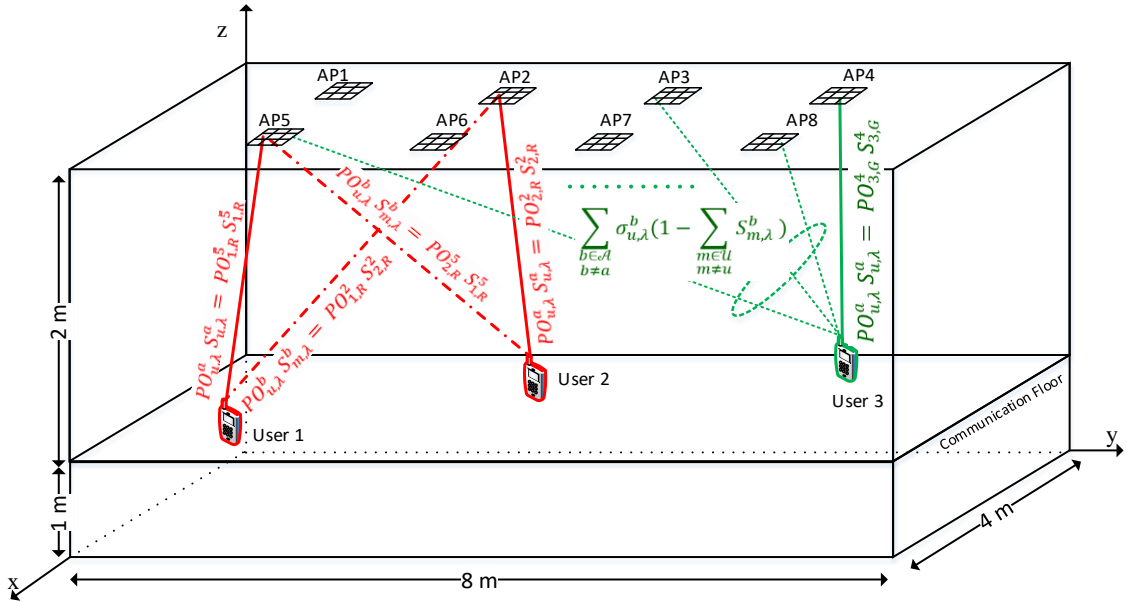 z
AP1
AP2
AP3
AP4
AP5
AP6
AP7
AP8
PO^a_{u,λ} S^a_{u,λ} = PO^5_{1,R} S^5_{1,R}
PO^b_{u,λ} S^b_{m,λ} = PO^2_{1,R} S^2_{2,R}
PO^b_{u,λ} S^b_{m,λ} = PO^5_{2,R} S^5_{1,R}
PO^a_{u,λ} S^a_{u,λ} = PO^2_{2,R} S^2_{2,R}
∑_{b∈𝒜, b≠a} σ^b_{u,λ}(1 - ∑_{m∈𝒰, m≠u} S^b_{m,λ})
PO^a_{u,λ} S^a_{u,λ} = PO^4_{3,G} S^4_{3,G}
User 1
User 2
User 3
Communication Floor
2 m
1 m
8 m
4 m
x
y